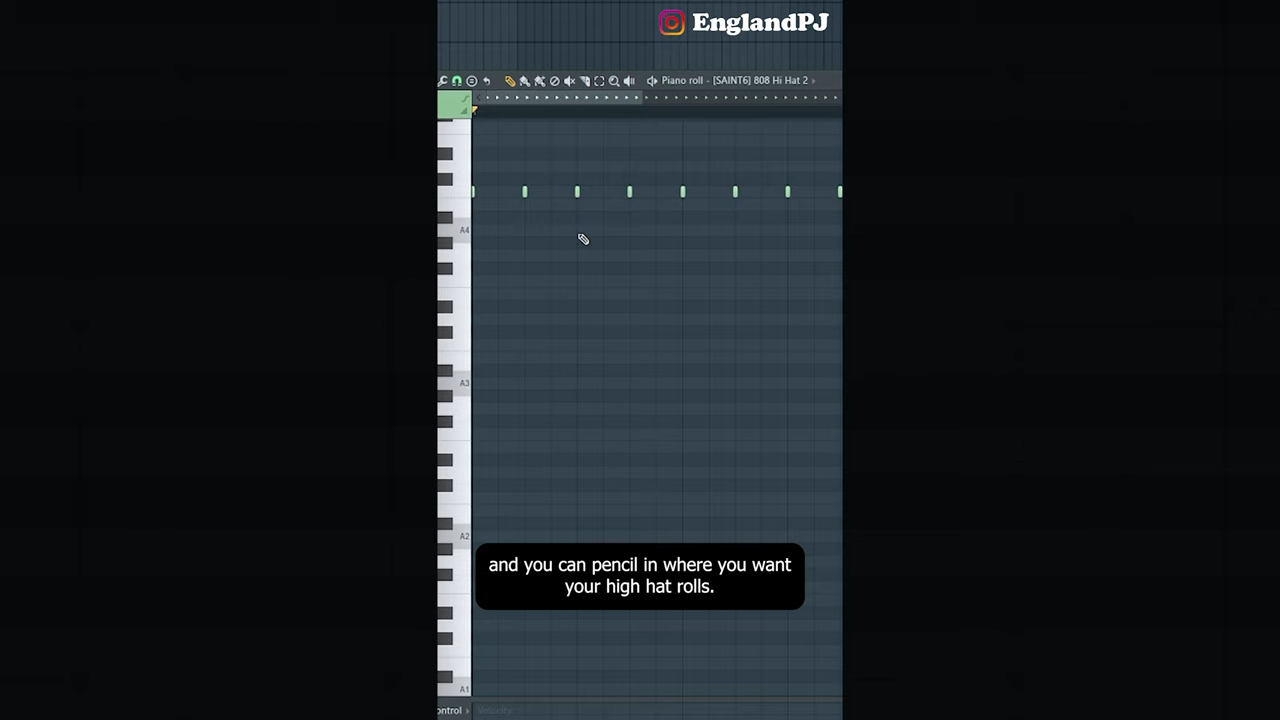 EnglandPJ
Piano roll - [SAINT6] 808 Hi Hat 2
A4
A3
A2
and you can pencil in where you want
your high hat rolls.
A1
ontrol
Velocity